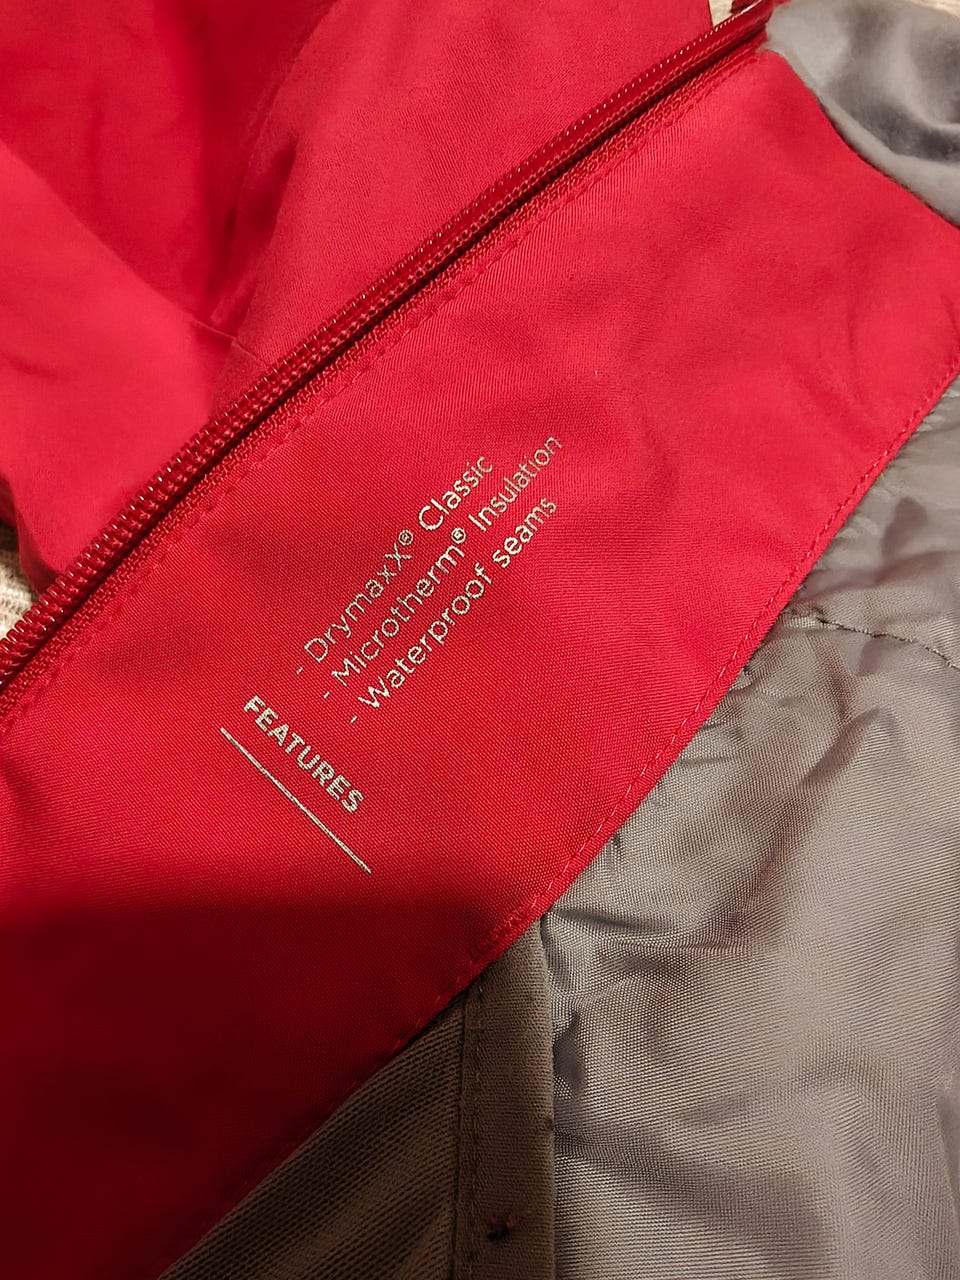 - DrymaxX® Classic
- Microtherm® Insulation
- Waterproof seams
FEATURES